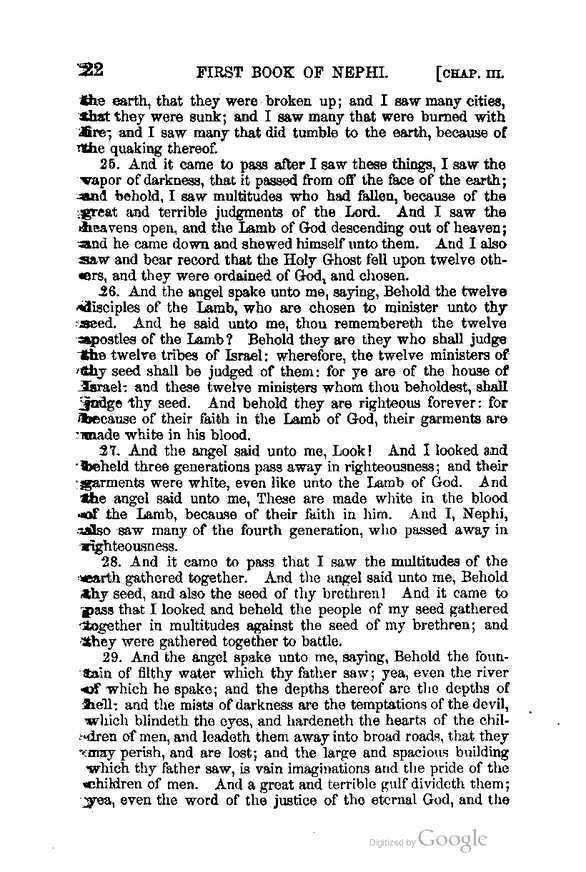 22 FIRST BOOK OF NEPHI. [CHAP. III.
the earth, that they were broken up; and I saw many cities,
that they were sunk; and I saw many that were burned with
fire; and I saw many that did tumble to the earth, because of
the quaking thereof.
25. And it came to pass after I saw these things, I saw the
vapor of darkness, that it passed from off the face of the earth;
and behold, I saw multitudes who had fallen, because of the
great and terrible judgments of the Lord. And I saw the
heavens open, and the Lamb of God descending out of heaven;
and he came down and shewed himself unto them. And I also
saw and bear record that the Holy Ghost fell upon twelve oth-
ers, and they were ordained of God, and chosen.
26. And the angel spake unto me, saying, Behold the twelve
disciples of the Lamb, who are chosen to minister unto thy
seed. And he said unto me, thou remembereth the twelve
apostles of the Lamb? Behold they are they who shall judge
the twelve tribes of Israel: wherefore, the twelve ministers of
thy seed shall be judged of them: for ye are of the house of
Israel: and these twelve ministers whom thou beholdest, shall
judge thy seed. And behold they are righteous forever: for
because of their faith in the Lamb of God, their garments are
made white in his blood.
27. And the angel said unto me, Look! And I looked and
beheld three generations pass away in righteousness; and their
garments were white, even like unto the Lamb of God. And
the angel said unto me, These are made white in the blood
of the Lamb, because of their faith in him. And I, Nephi,
also saw many of the fourth generation, who passed away in
righteousness.
28. And it came to pass that I saw the multitudes of the
earth gathered together. And the angel said unto me, Behold
thy seed, and also the seed of thy brethren! And it came to
pass that I looked and beheld the people of my seed gathered
together in multitudes against the seed of my brethren; and
they were gathered together to battle.
29. And the angel spake unto me, saying, Behold the foun-
tain of filthy water which thy father saw; yea, even the river
of which he spake; and the depths thereof are the depths of
hell: and the mists of darkness are the temptations of the devil,
which blindeth the eyes, and hardeneth the hearts of the chil-
dren of men, and leadeth them away into broad roads, that they
may perish, and are lost; and the large and spacious building
which thy father saw, is vain imaginations and the pride of the
children of men. And a great and terrible gulf divideth them;
yea, even the word of the justice of the eternal God, and the
Digitized by Google